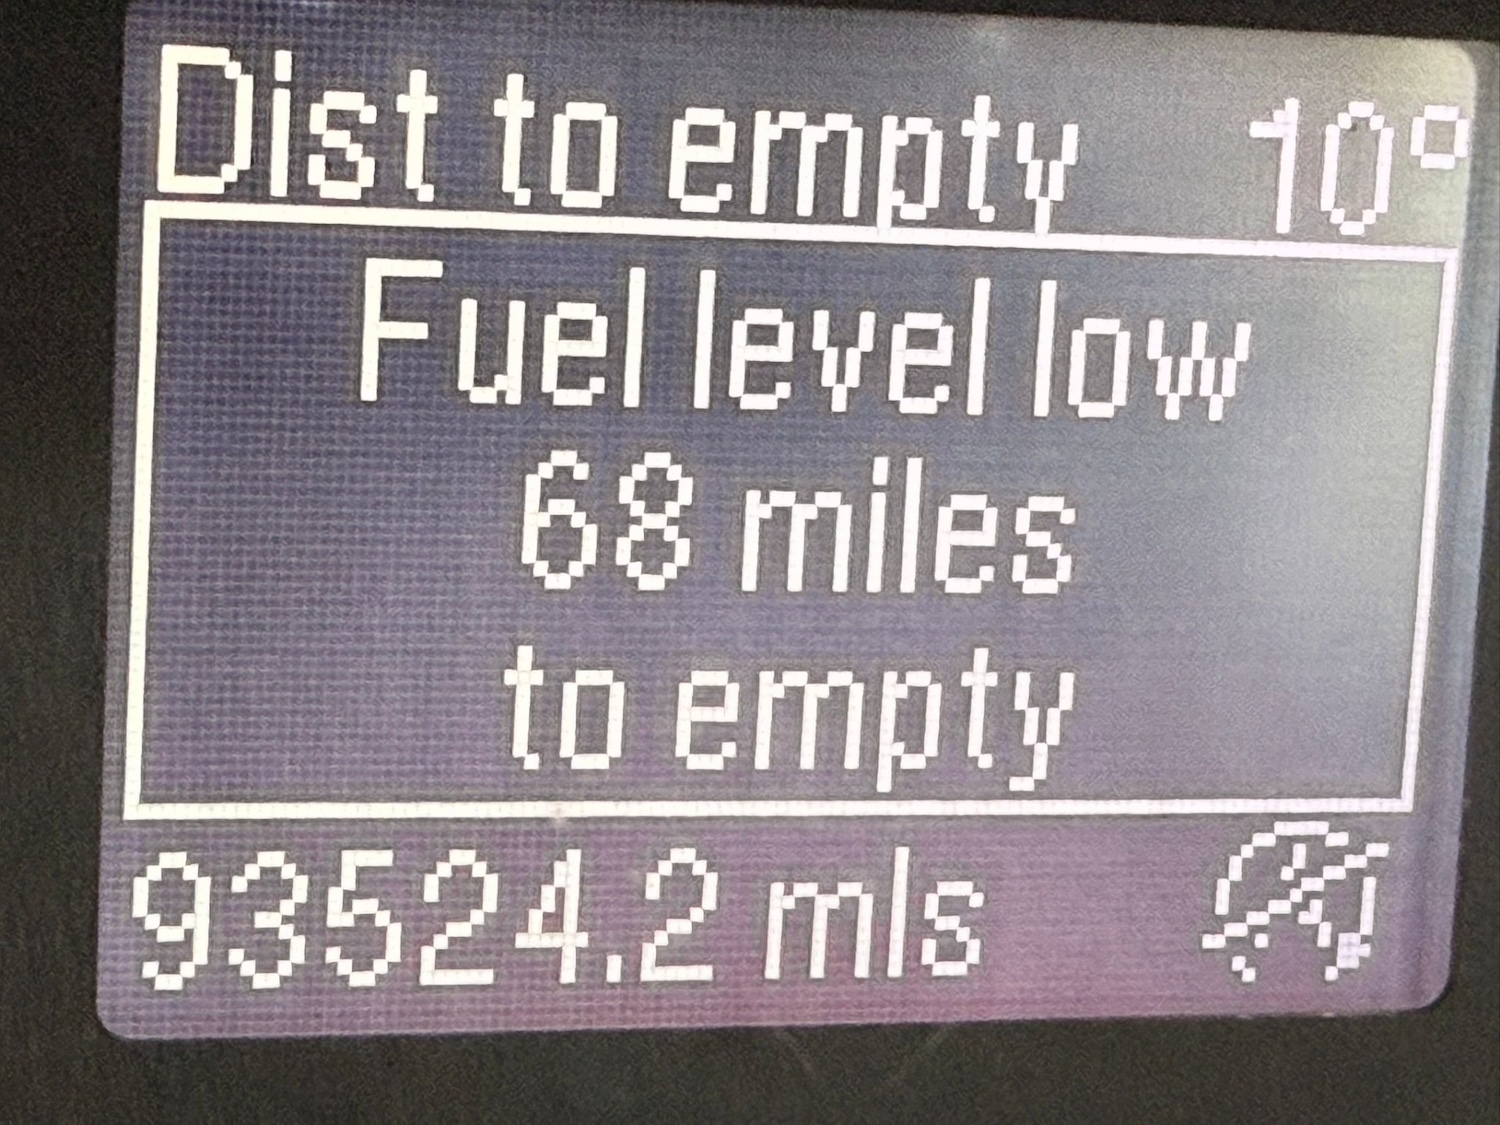 Dist to empty 10°
Fuel level low
68 miles
to empty
93524.2 mls